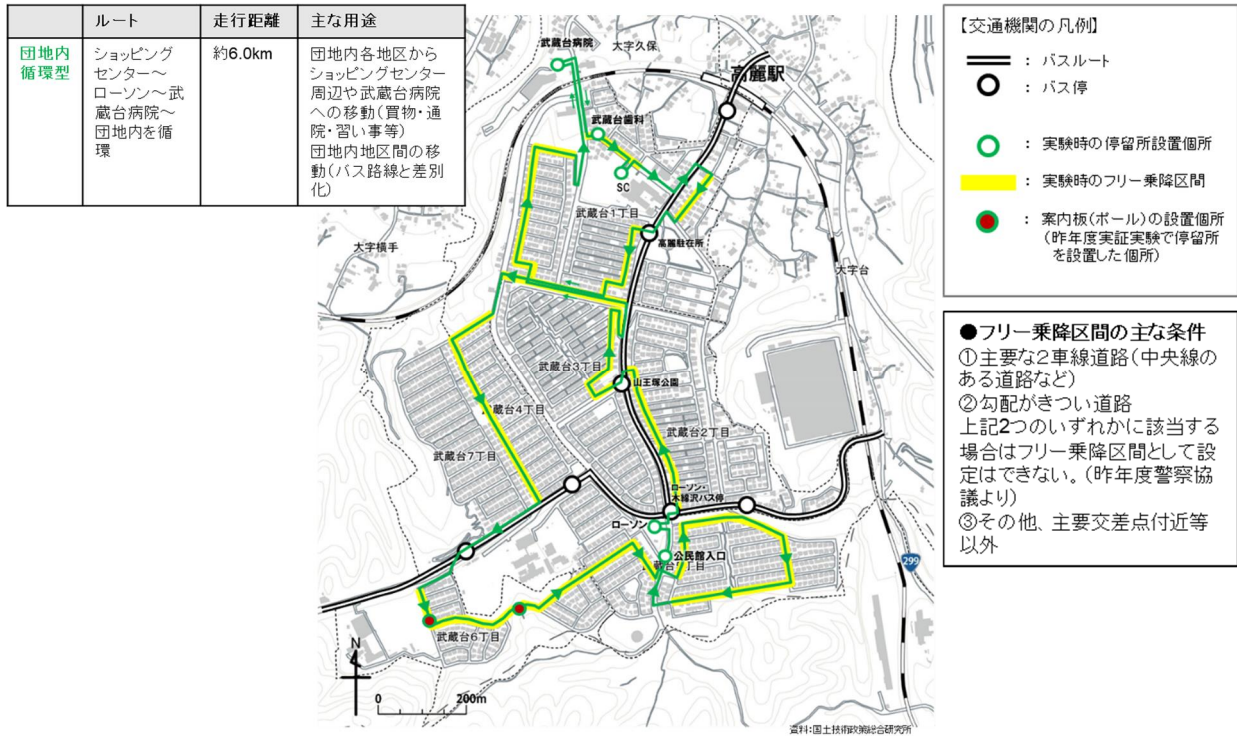 ルート
走行距離
主な用途
団地内
循環型
ショッピング
センター～
ローソン～武
蔵台病院～
団地内を循
環
約6.0km
団地内各地区から
ショッピングセンター
周辺や武蔵台病院
への移動(買物・通
院・習い事等)
団地内地区間の移
動(バス路線と差別
化)
【交通機関の凡例】
： バスルート
： バス停
： 実験時の停留所設置個所
： 実験時のフリー乗降区間
： 案内板(ポール)の設置個所
(昨年度実証実験で停留所
を設置した個所)
●フリー乗降区間の主な条件
①主要な2車線道路(中央線の
ある道路など)
②勾配がきつい道路
上記2つのいずれかに該当する
場合はフリー乗降区間として設
定はできない。(昨年度警察協
議より)
③その他、主要交差点付近等
以外
武蔵台病院
大字久保
高麗駅
武蔵台歯科
SC
武蔵台1丁目
高麗駐在所
大字横手
大字台
武蔵台3丁目
山王塚公園
武蔵台4丁目
武蔵台2丁目
武蔵台7丁目
ローソン・
木綿沢バス停
ローソン
公民館入口
299
武蔵台6丁目
N
0
200m
資料：国土技術政策総合研究所